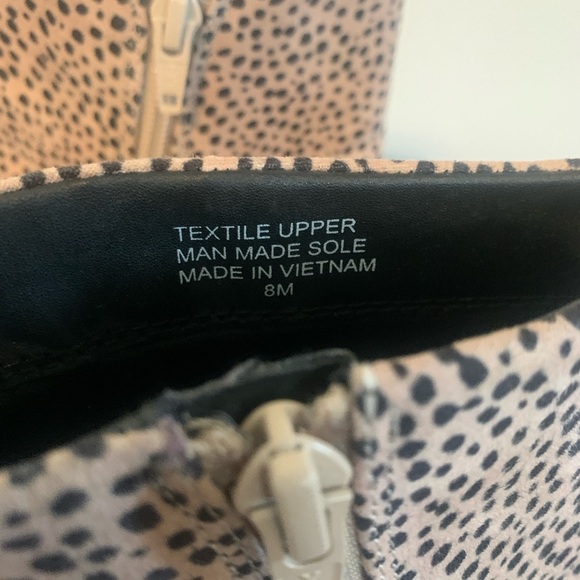 TEXTILE UPPER
MAN MADE SOLE
MADE IN VIETNAM
8M